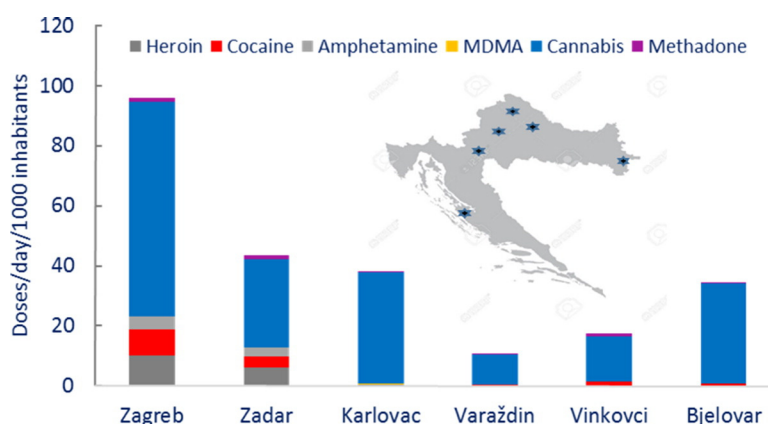 120
Heroin Cocaine Amphetamine MDMA Cannabis Methadone
100
80
60
40
20
0
Doses/day/1000 inhabitants
Zagreb Zadar Karlovac Varaždin Vinkovci Bjelovar